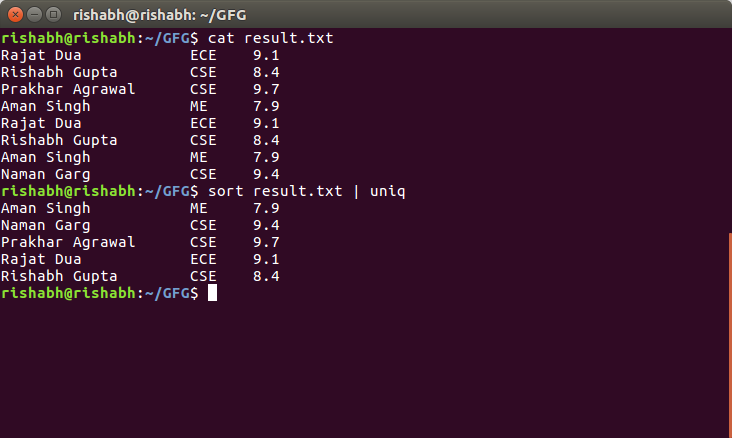 rishabh@rishabh: ~/GFG
rishabh@rishabh:~/GFG$ cat result.txt
Rajat Dua            ECE    9.1
Rishabh Gupta        CSE    8.4
Prakhar Agrawal      CSE    9.7
Aman Singh           ME     7.9
Rajat Dua            ECE    9.1
Rishabh Gupta        CSE    8.4
Aman Singh           ME     7.9
Naman Garg           CSE    9.4
rishabh@rishabh:~/GFG$ sort result.txt | uniq
Aman Singh           ME     7.9
Naman Garg           CSE    9.4
Prakhar Agrawal      CSE    9.7
Rajat Dua            ECE    9.1
Rishabh Gupta        CSE    8.4
rishabh@rishabh:~/GFG$